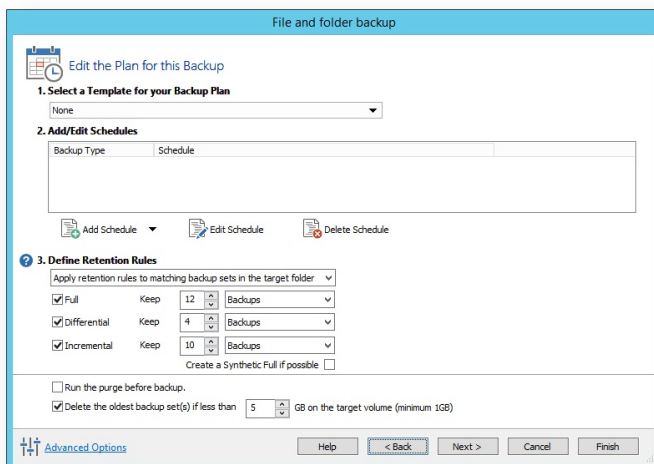 File and folder backup
Edit the Plan for this Backup
1. Select a Template for your Backup Plan
None
2. Add/Edit Schedules
Backup Type Schedule
Add Schedule Edit Schedule Delete Schedule
? 3. Define Retention Rules
Apply retention rules to matching backup sets in the target folder
Full Keep 12 Backups
Differential Keep 4 Backups
Incremental Keep 10 Backups
Create a Synthetic Full if possible
Run the purge before backup.
Delete the oldest backup set(s) if less than 5 GB on the target volume (minimum 1GB)
Advanced Options Help < Back Next > Cancel Finish